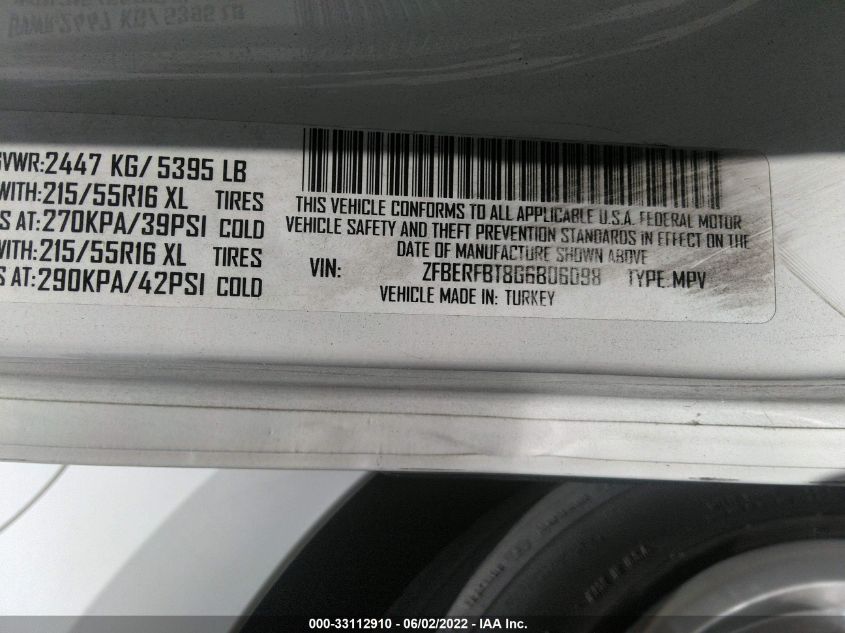 GVWR:2447 KG/5395 LB
WITH:215/55R16 XL TIRES
S AT:270KPA/39PSI COLD
WITH:215/55R16 XL TIRES
S AT:290KPA/42PSI COLD
THIS VEHICLE CONFORMS TO ALL APPLICABLE U.S.A. FEDERAL MOTOR
VEHICLE SAFETY AND THEFT PREVENTION STANDARDS IN EFFECT ON THE
DATE OF MANUFACTURE SHOWN ABOVE
VIN: ZFBERFBT8G6B06098 TYPE:MPV
VEHICLE MADE IN: TURKEY
000-33112910 - 06/02/2022 - IAA Inc.